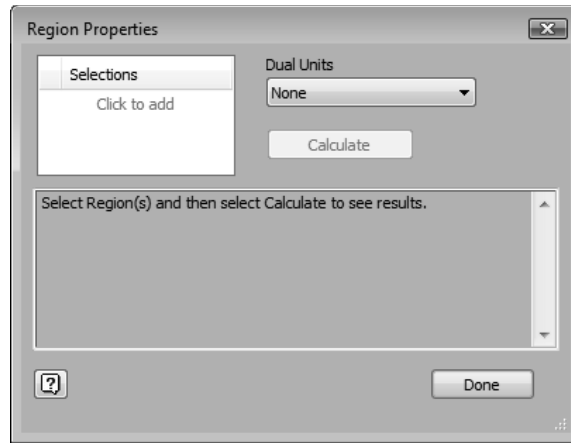 Region Properties
Selections
Click to add
Dual Units
None
Calculate
Select Region(s) and then select Calculate to see results.
?
Done